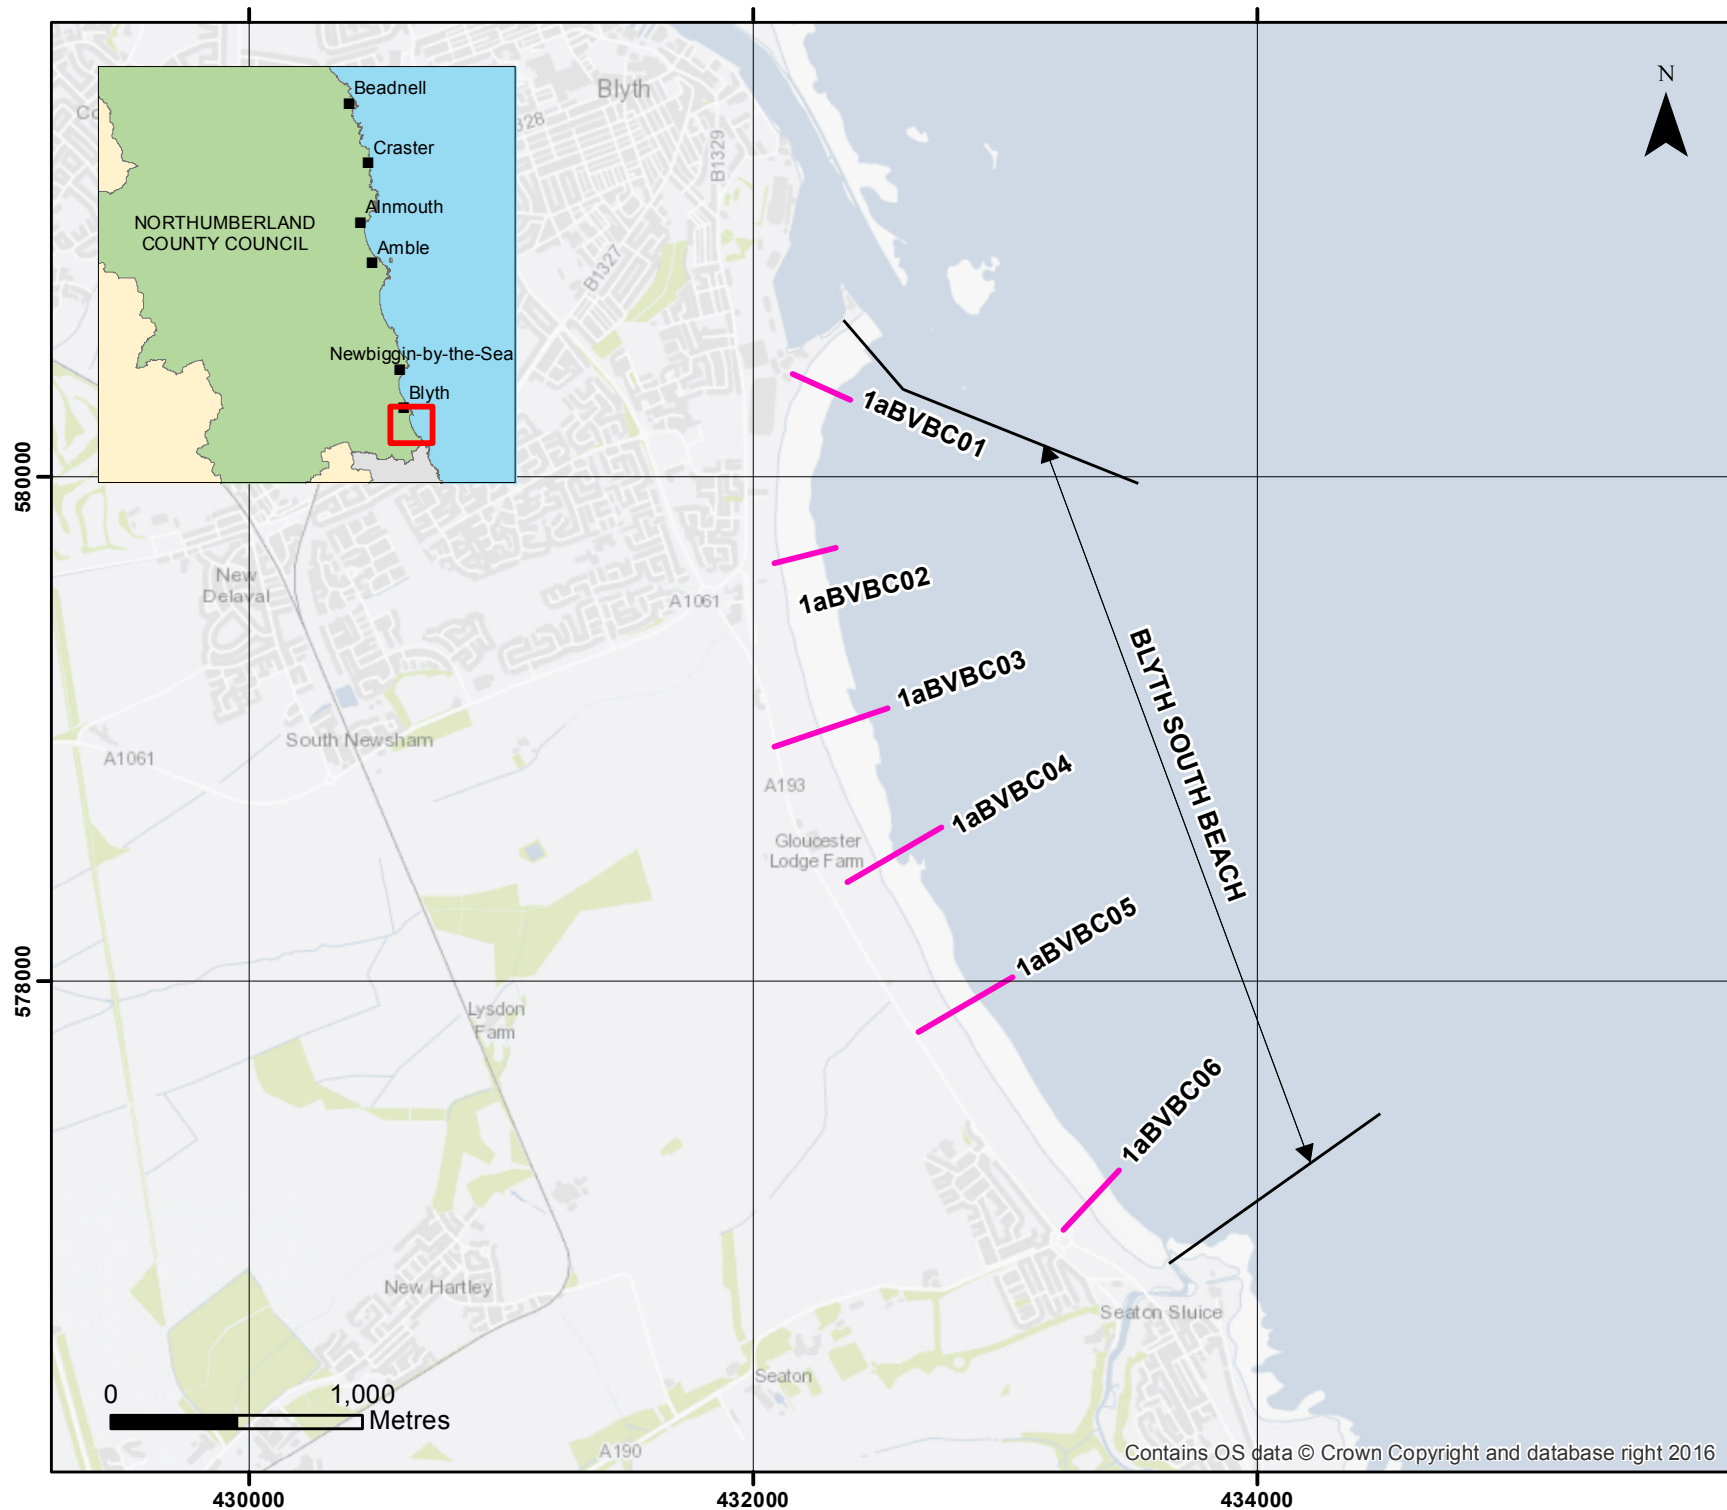 N
Beadnell
Craster
Alnmouth
NORTHUMBERLAND
COUNTY COUNCIL
Amble
Newbiggin-by-the-Sea
Blyth
Blyth
B1329
B1327
328
Co
1aBVBC01
580000
New
Delaval
1aBVBC02
A1061
1aBVBC03
BLYTH SOUTH BEACH
South Newsham
A1061
A193
1aBVBC04
Gloucester
Lodge Farm
1aBVBC05
578000
Lysdon
Farm
1aBVBC06
New Hartley
Seaton Sluice
Seaton
0 1,000
Metres
A190
Contains OS data © Crown Copyright and database right 2016
430000
432000
434000